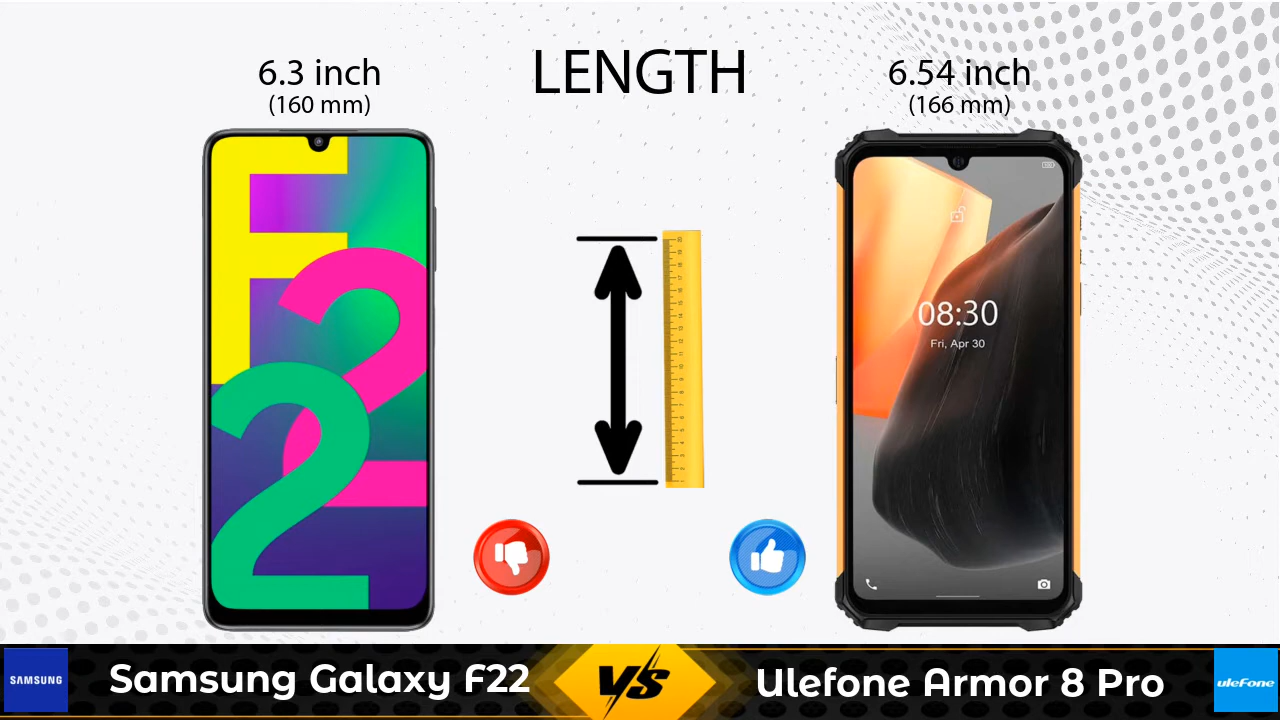 LENGTH
6.3 inch
(160 mm)
6.54 inch
(166 mm)
F
22
08:30
Fri, Apr 30
SAMSUNG
Samsung Galaxy F22
VS
Ulefone Armor 8 Pro
uleFone